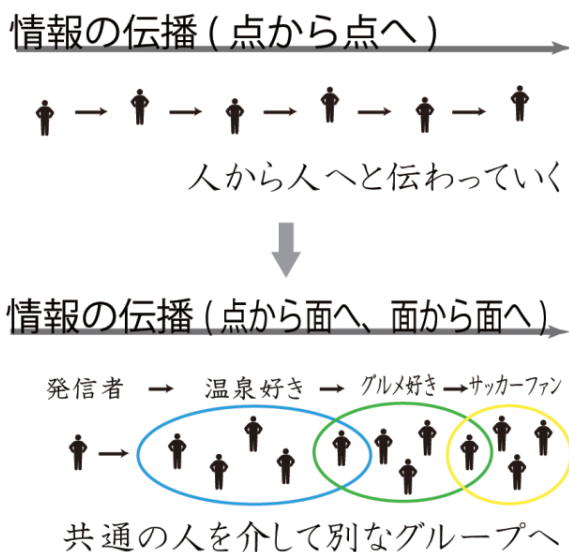 情報の伝播(点から点へ)
人から人へと伝わっていく
情報の伝播(点から面へ、面から面へ)
発信者 → 温泉好き → グルメ好き → サッカーファン
共通の人を介して別なグループへ